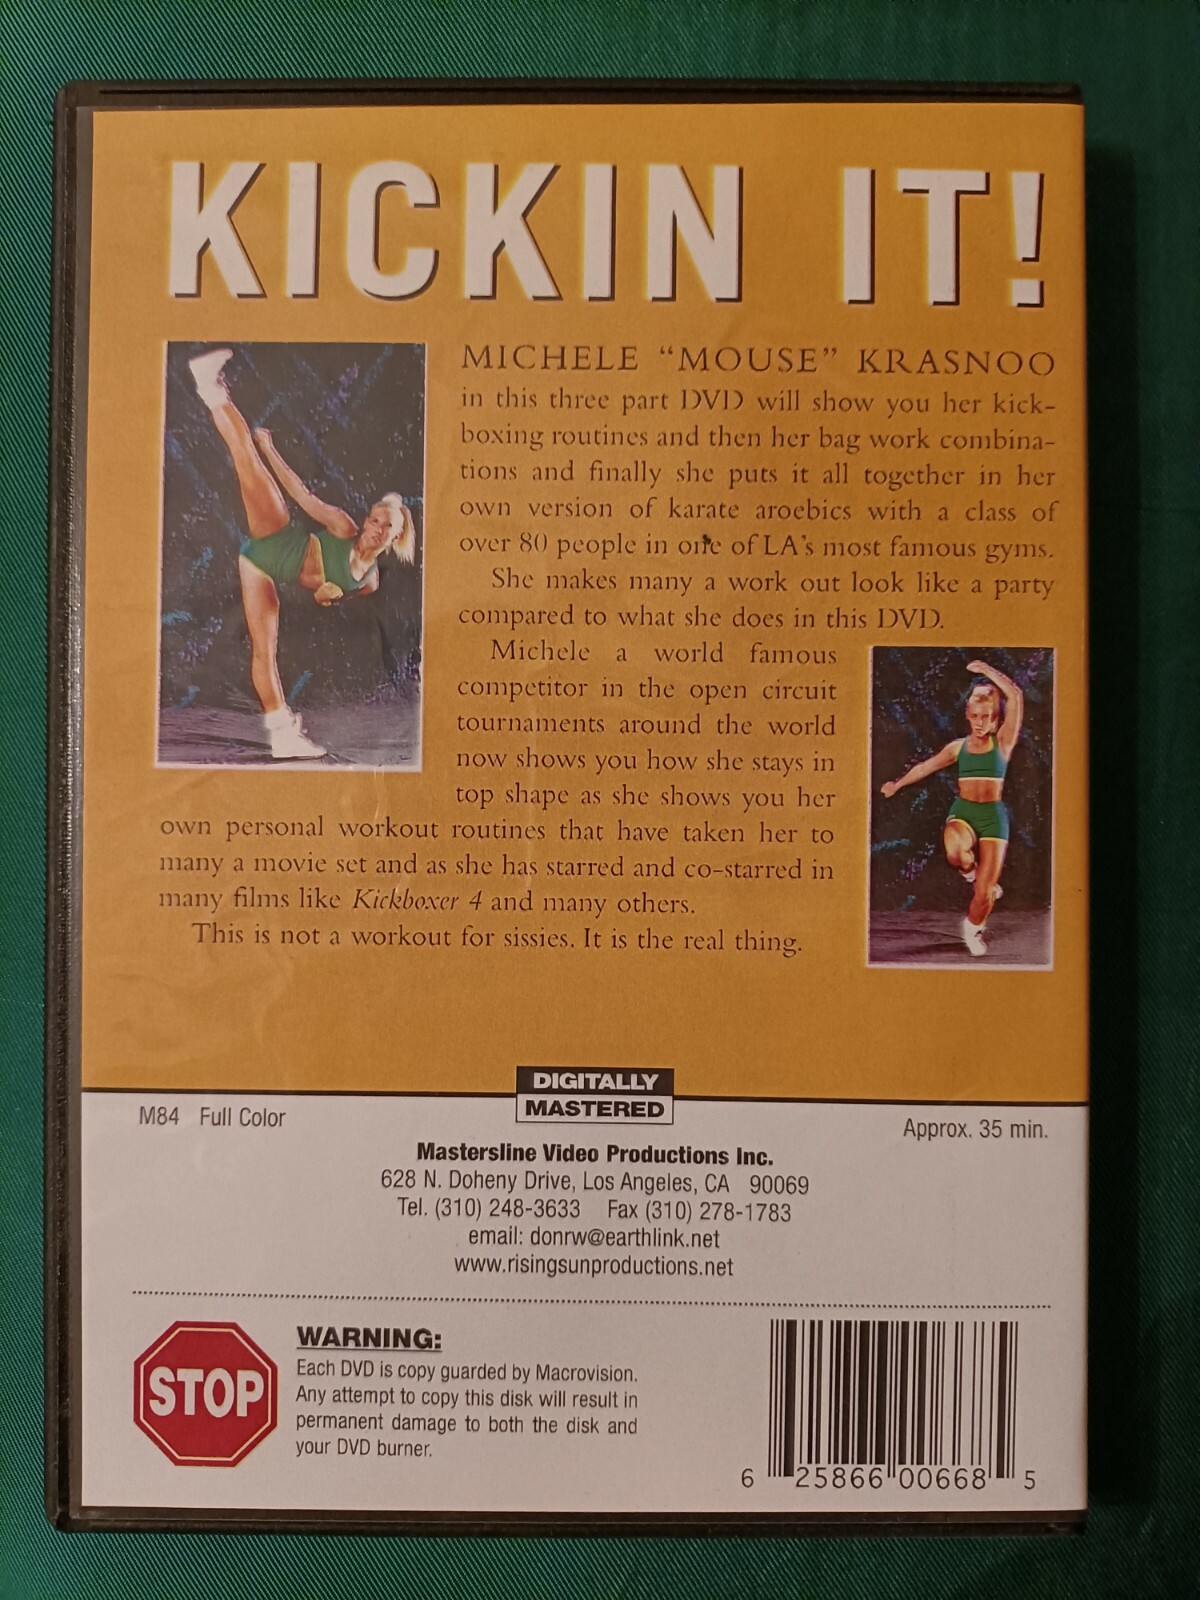 KICKIN IT!
MICHELE “MOUSE” KRASNOO
in this three part DVD will show you her kick-
boxing routines and then her bag work combina-
tions and finally she puts it all together in her
own version of karate aroebics with a class of
over 80 people in one of LA’s most famous gyms.
She makes many a work out look like a party
compared to what she does in this DVD.
Michele a world famous
competitor in the open circuit
tournaments around the world
now shows you how she stays in
top shape as she shows you her
own personal workout routines that have taken her to
many a movie set and as she has starred and co-starred in
many films like Kickboxer 4 and many others.
This is not a workout for sissies. It is the real thing.
DIGITALLY
MASTERED
M84 Full Color
Approx. 35 min.
Mastersline Video Productions Inc.
628 N. Doheny Drive, Los Angeles, CA 90069
Tel. (310) 248-3633 Fax (310) 278-1783
email: donrw@earthlink.net
www.risingsunproductions.net
STOP
WARNING:
Each DVD is copy guarded by Macrovision.
Any attempt to copy this disk will result in
permanent damage to both the disk and
your DVD burner.
6 25866 00668 5